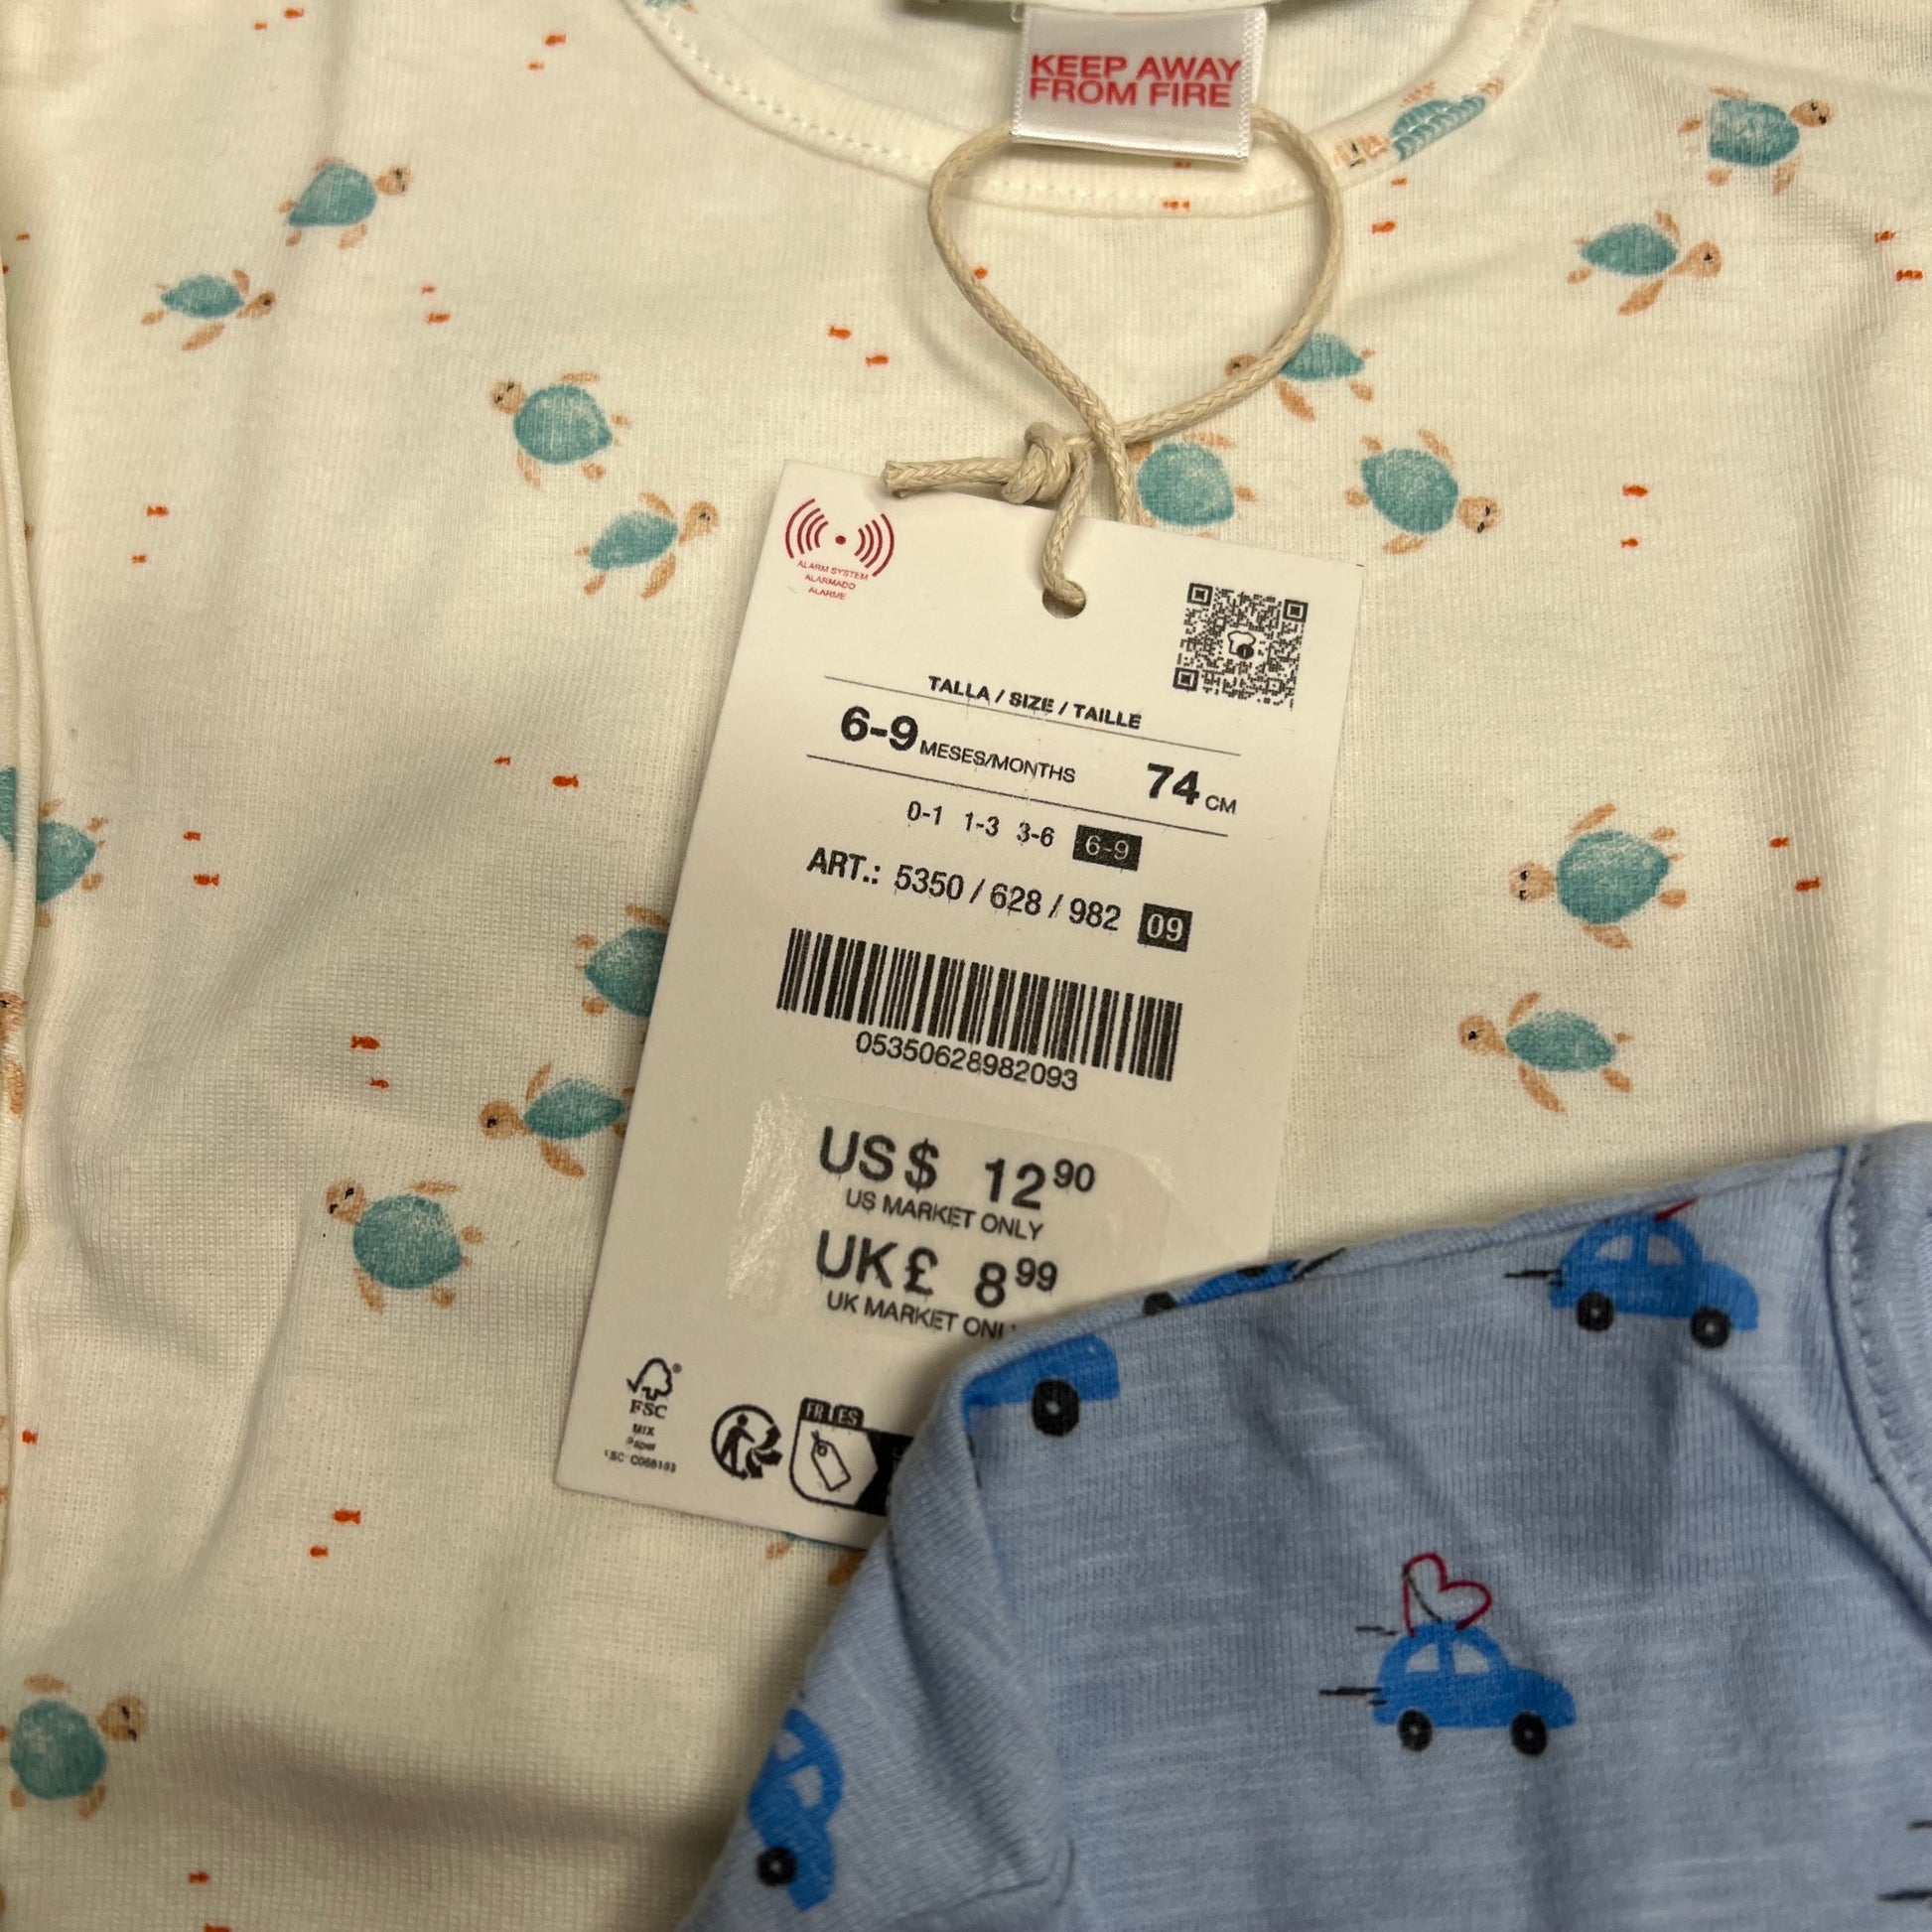 KEEP AWAY
FROM FIRE
ALARM SYSTEM
ALARMADO
ALARME
TALLA / SIZE / TAILLE
6-9 MESES/MONTHS 74 CM
0-1 1-3 3-6 6-9
ART.: 5350 / 628 / 982 09
05350628982093
US$ 12 90
US MARKET ONLY
UK£ 8 99
UK MARKET
FSC
MIX
FR ES